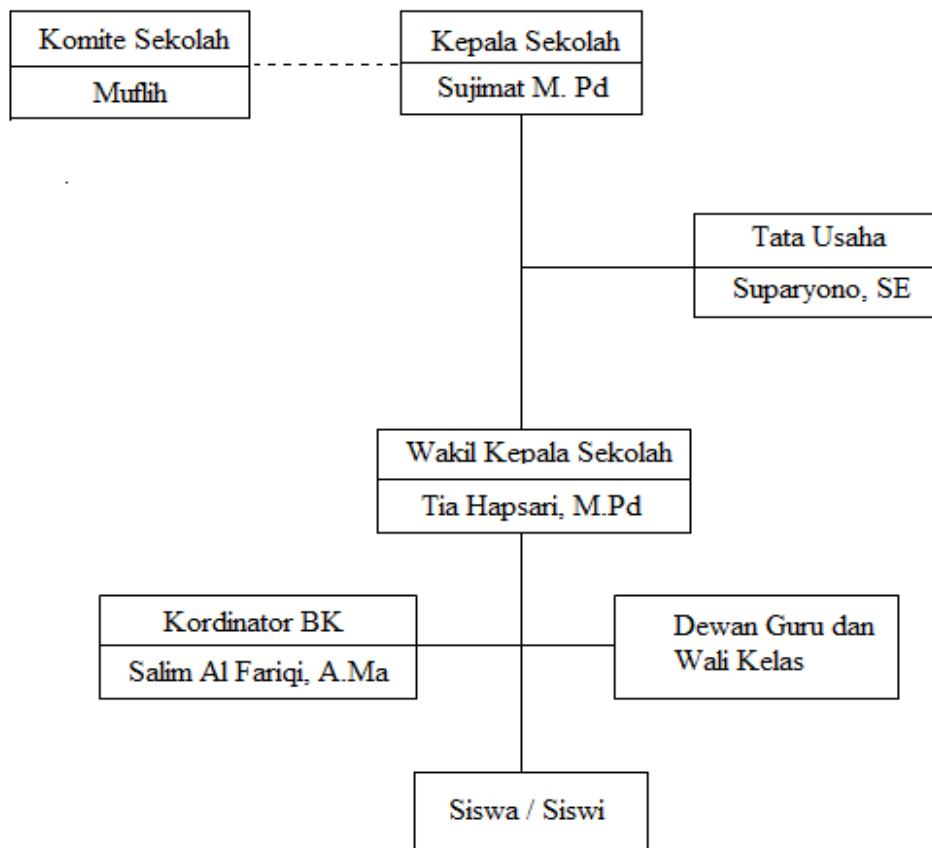 Komite Sekolah
Muflih
Kepala Sekolah
Sujimat M. Pd
Tata Usaha
Suparyono, SE
Wakil Kepala Sekolah
Tia Hapsari, M.Pd
Kordinator BK
Salim Al Fariqi, A.Ma
Dewan Guru dan
Wali Kelas
Siswa / Siswi